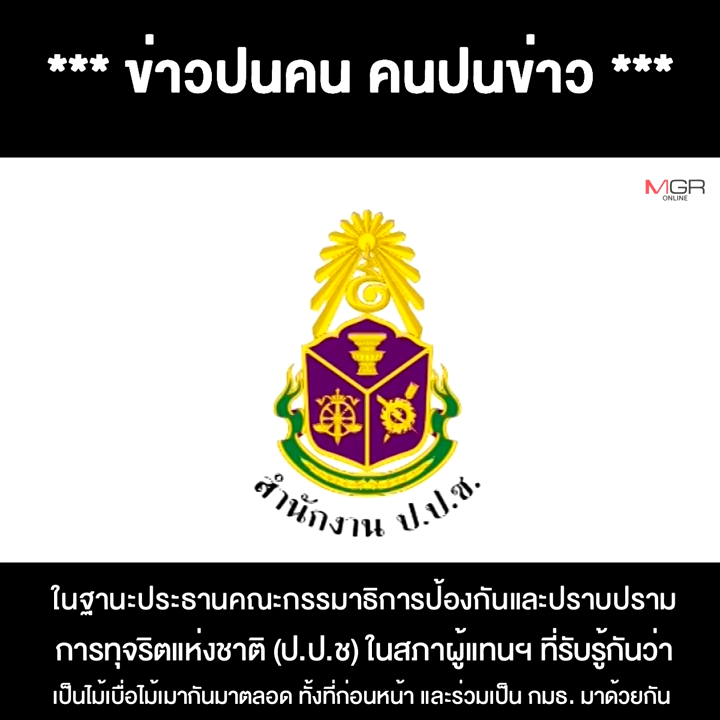 *** ข่าวปนคน คนปนข่าว ***
MGR
ONLINE
สำนักงาน ป.ป.ช.
ในฐานะประธานคณะกรรมาธิการป้องกันและปราบปราม
การทุจริตแห่งชาติ (ป.ป.ช) ในสภาผู้แทนฯ ที่รับรู้กันว่า
เป็นไม้เบื่อไม้เมากันมาตลอด ทั้งที่ก่อนหน้า และร่วมเป็น กมธ. มาด้วยกัน